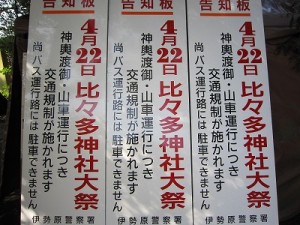 告知板
4月22日 比々多神社大祭
神輿渡御・山車運行につき
交通規制が施かれます
尚バス運行路には駐車できません
伊勢原警察署
告知板
4月22日 比々多神社大祭
神輿渡御・山車運行につき
交通規制が施かれます
尚バス運行路には駐車できません
伊勢原警察署
告知板
4月22日 比々多神社大祭
神輿渡御・山車運行につき
交通規制が施かれます
尚バス運行路には駐車できません
伊勢原警察署